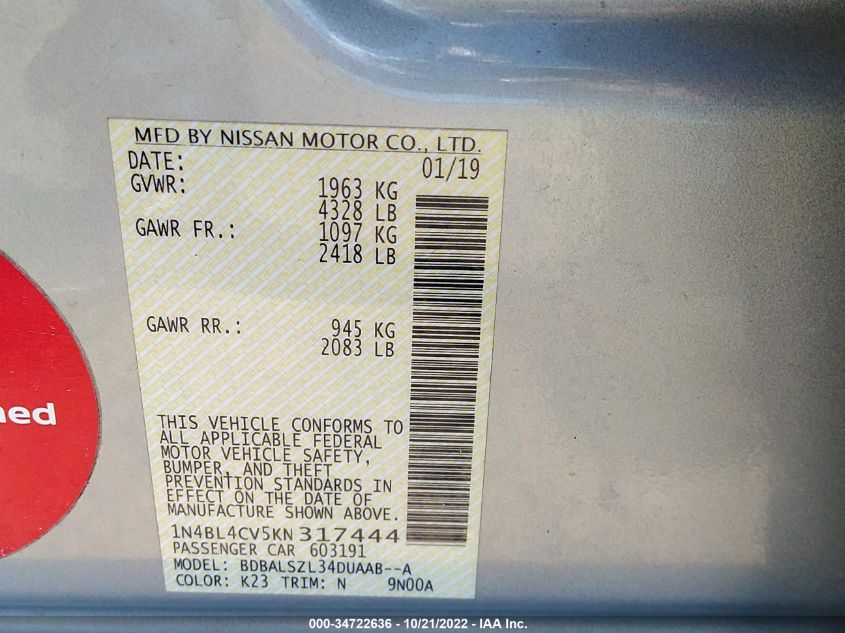 MFD BY NISSAN MOTOR CO., LTD.
DATE: 01/19
GVWR: 1963 KG
4328 LB
GAWR FR.: 1097 KG
2418 LB
GAWR RR.: 945 KG
2083 LB
THIS VEHICLE CONFORMS TO
ALL APPLICABLE FEDERAL
MOTOR VEHICLE SAFETY,
BUMPER, AND THEFT
PREVENTION STANDARDS IN
EFFECT ON THE DATE OF
MANUFACTURE SHOWN ABOVE.
1N4BL4CV5KN317444
PASSENGER CAR 603191
MODEL: BDBALSZL34DUAAB--A
COLOR: K23 TRIM: N 9N00A
000-34722636 - 10/21/2022 - IAA Inc.